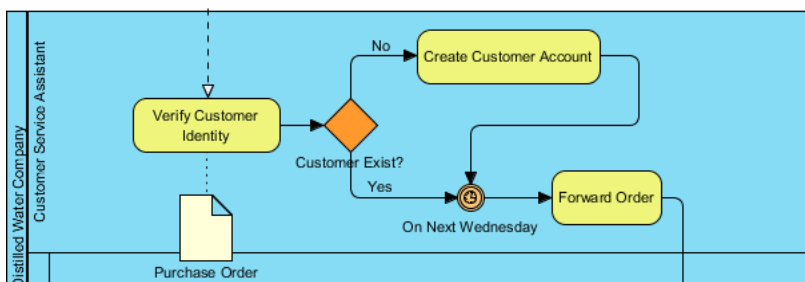 Distilled Water Company
Customer Service Assistant
No
Create Customer Account
Verify Customer
Identity
Customer Exist?
Yes
Forward Order
On Next Wednesday
Purchase Order